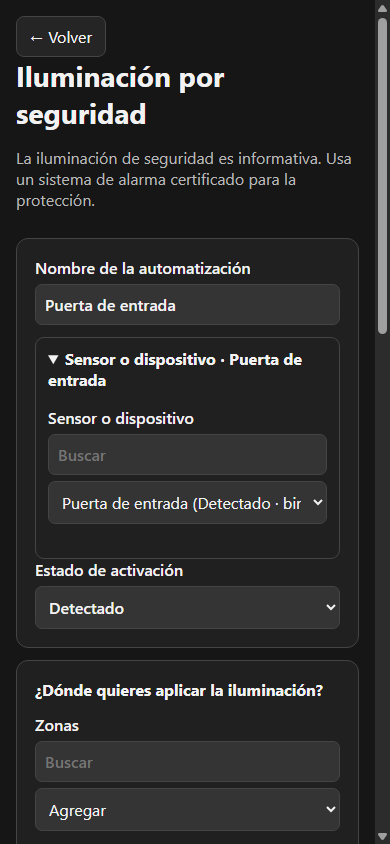 ← Volver
Iluminación por
seguridad
La iluminación de seguridad es informativa. Usa
un sistema de alarma certificado para la
protección.
Nombre de la automatización
Puerta de entrada
▼ Sensor o dispositivo · Puerta de
entrada
Sensor o dispositivo
Buscar
Puerta de entrada (Detectado · bir
Estado de activación
Detectado
¿Dónde quieres aplicar la iluminación?
Zonas
Buscar
Agregar